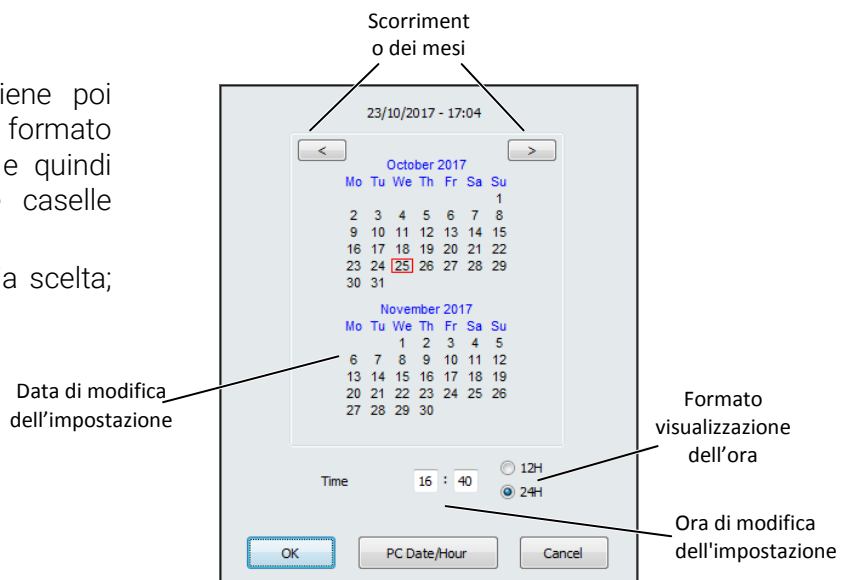 Scorriment
o dei mesi
iene poi
formato
e quindi
caselle
a scelta;
23/10/2017 - 17:04
< >
October 2017
Mo Tu We Th Fr Sa Su
1
2 3 4 5 6 7 8
9 10 11 12 13 14 15
16 17 18 19 20 21 22
23 24 25 26 27 28 29
30 31
November 2017
Mo Tu We Th Fr Sa Su
1 2 3 4 5
6 7 8 9 10 11 12
13 14 15 16 17 18 19
20 21 22 23 24 25 26
27 28 29 30
Data di modifica
dell’impostazione
Formato
visualizzazione
dell’ora
Time 16 : 40
12H
24H
Ora di modifica
dell'impostazione
OK PC Date/Hour Cancel